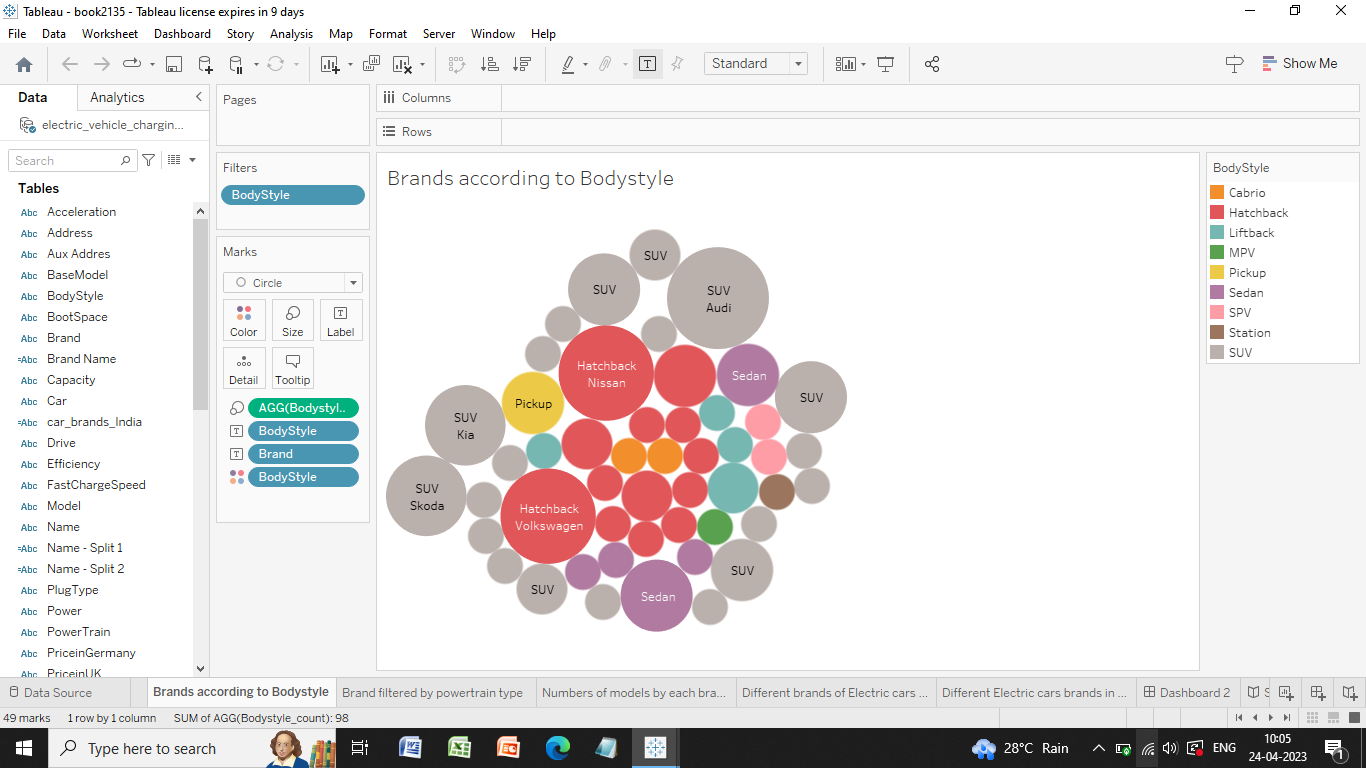 Tableau - book2135 - Tableau license expires in 9 days
File Data Worksheet Dashboard Story Analysis Map Format Server Window Help
Standard
Show Me
Data Analytics
electric_vehicle_chargin...
Search
Tables
Abc Acceleration
Abc Address
Abc Aux Addres
Abc BaseModel
Abc BodyStyle
Abc BootSpace
Abc Brand
=Abc Brand Name
Abc Capacity
Abc Car
=Abc car_brands_India
Abc Drive
Abc Efficiency
Abc FastChargeSpeed
Abc Model
Abc Name
=Abc Name - Split 1
=Abc Name - Split 2
Abc PlugType
Abc Power
Abc PowerTrain
Abc PriceinGermany
Abc PriceinUK
Pages
Filters
BodyStyle
Marks
Circle
Color Size Label
Detail Tooltip
AGG(Bodystyl..
BodyStyle
Brand
BodyStyle
Columns
Rows
Brands according to Bodystyle
SUV
SUV
SUV
Audi
Hatchback
Nissan
Sedan
SUV
Pickup
SUV
Kia
SUV
Skoda
Hatchback
Volkswagen
SUV
SUV
Sedan
BodyStyle
Cabrio
Hatchback
Liftback
MPV
Pickup
Sedan
SPV
Station
SUV
Data Source Brands according to Bodystyle Brand filtered by powertrain type Numbers of models by each bra... Different brands of Electric cars ... Different Electric cars brands in ... Dashboard 2 S
49 marks 1 row by 1 column SUM of AGG(Bodystyle_count): 98
Type here to search
28°C Rain
ENG
10:05
24-04-2023
1